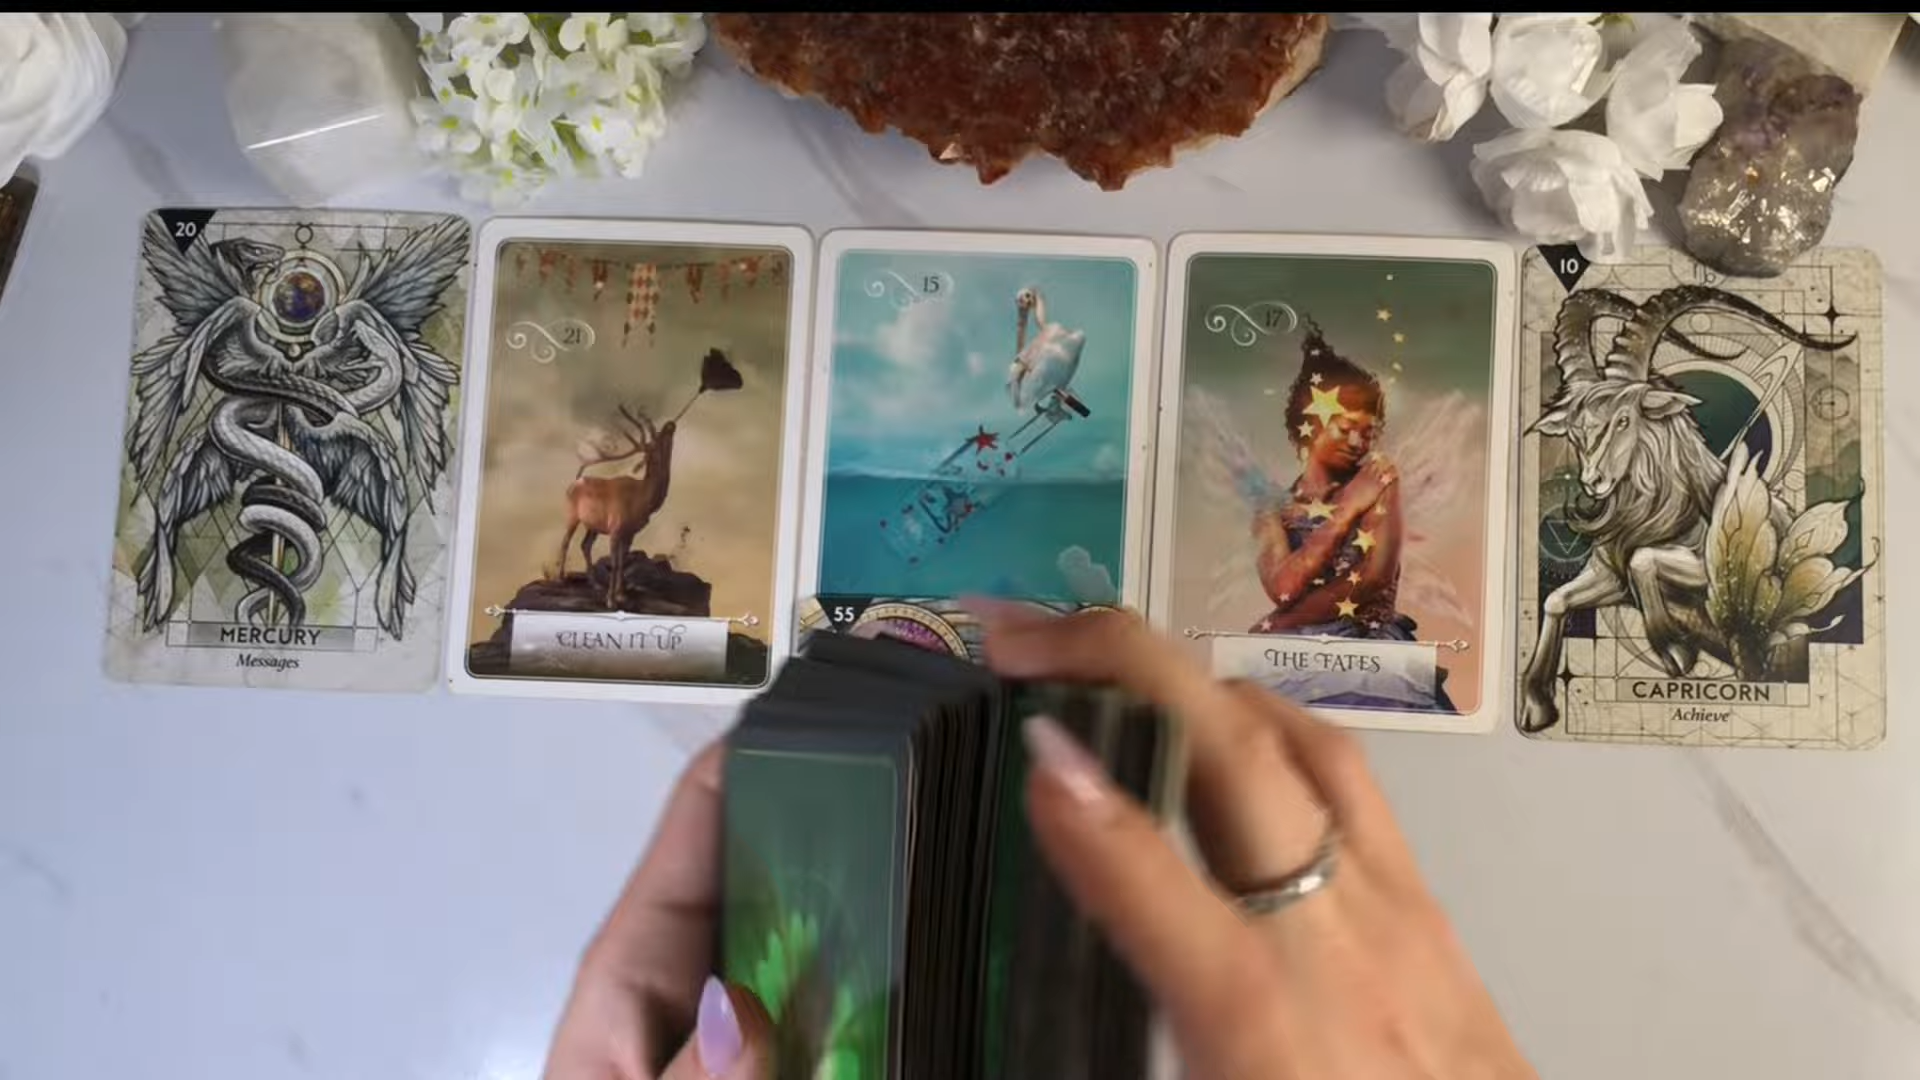 20
MERCURY
Messages
21
CLEAN IT UP
15
55
17
THE FATES
10
CAPRICORN
Achieve